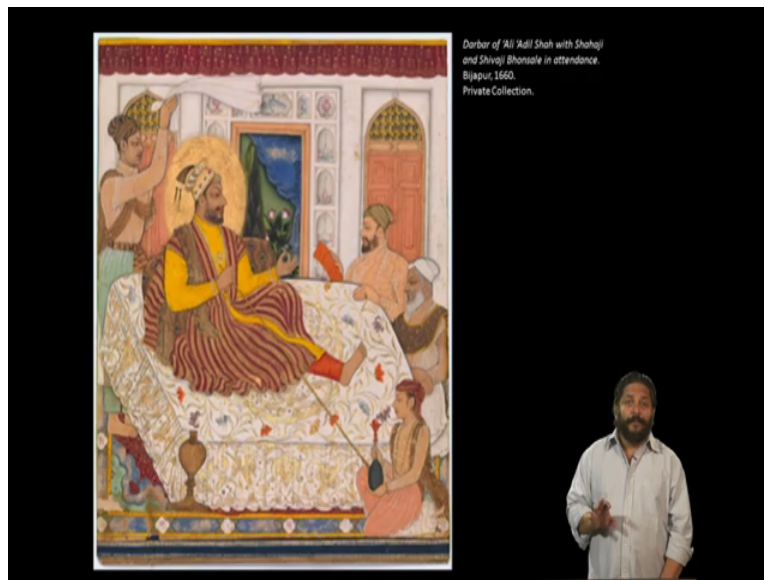 Darbar of 'Ali 'Adil Shah with Shahaji
and Shivaji Bhonsale in attendance.
Bijapur, 1660.
Private Collection.